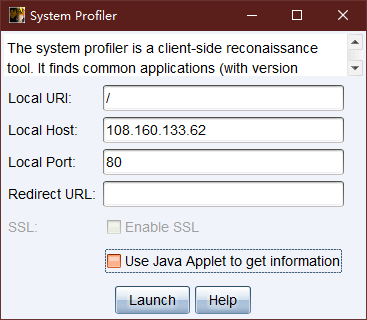 System Profiler
The system profiler is a client-side reconaissance
tool. It finds common applications (with version
Local URI: /
Local Host: 108.160.133.62
Local Port: 80
Redirect URL:
SSL: Enable SSL
Use Java Applet to get information
Launch Help